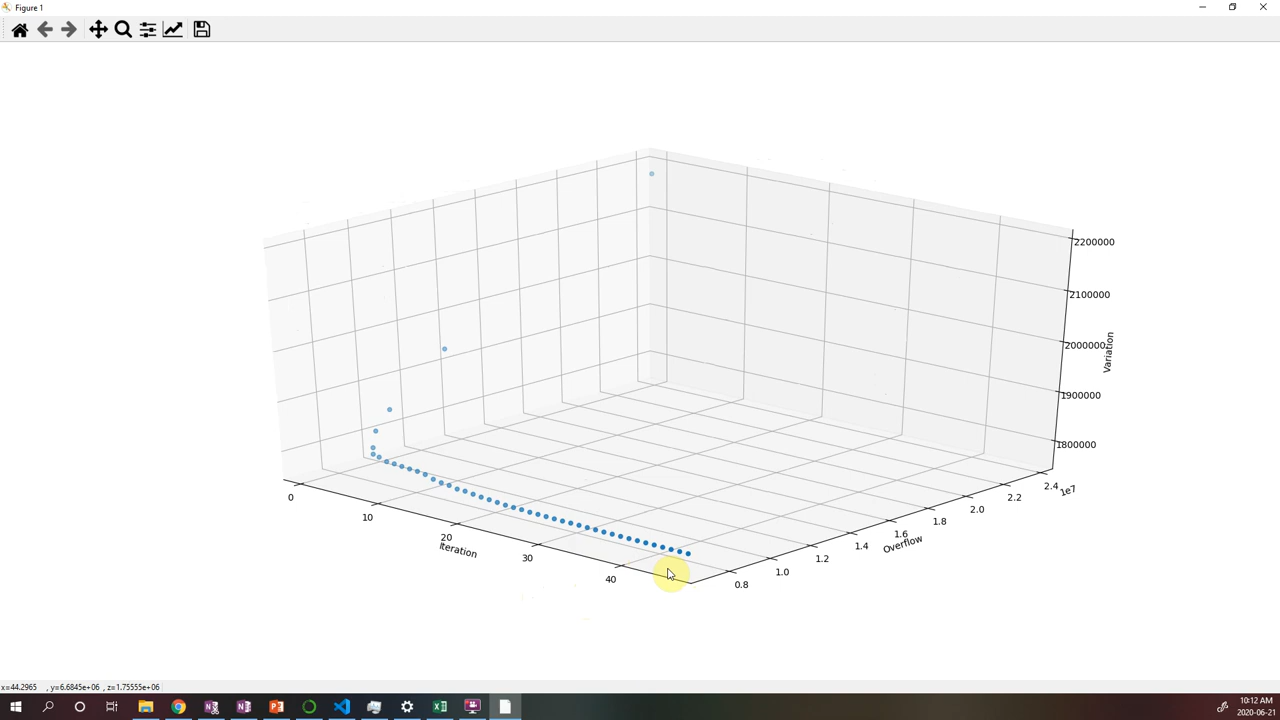 Figure 1
2200000
2100000
2000000
Variation
1900000
1800000
0
10
20
Iteration
30
40
0.8
1.0
1.2
1.4
1.6
Overflow
1.8
2.0
2.2
2.4
1e7
x=44.2965 , y=6.6845e+06 , z=1.75555e+06
10:12 AM
2020-06-21